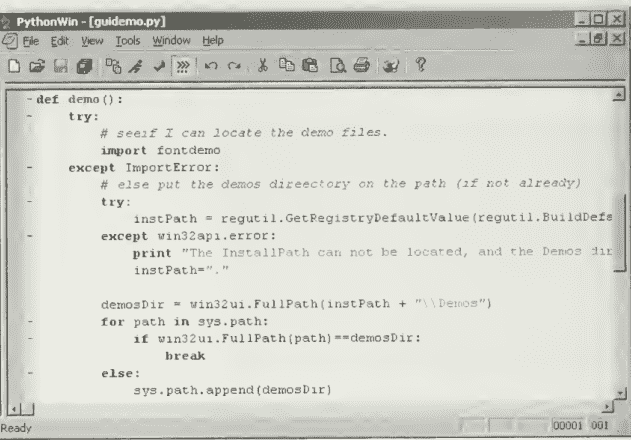 PythonWin - [guidemo.py]
File Edit View Tools Window Help
def demo():
try:
# seeif I can locate the demo files.
import fontdemo
except ImportError:
# else put the demos direectory on the path (if not already)
try:
instPath = regutil.GetRegistryDefaultValue(regutil.BuildDefs
except win32api.error:
print "The InstallPath can not be located, and the Demos dir
instPath="."
demosDir = win32ui.FullPath(instPath + "\\Demos")
for path in sys.path:
if win32ui.FullPath(path)==demosDir:
break
else:
sys.path.append(demosDir)
Ready 00001 001